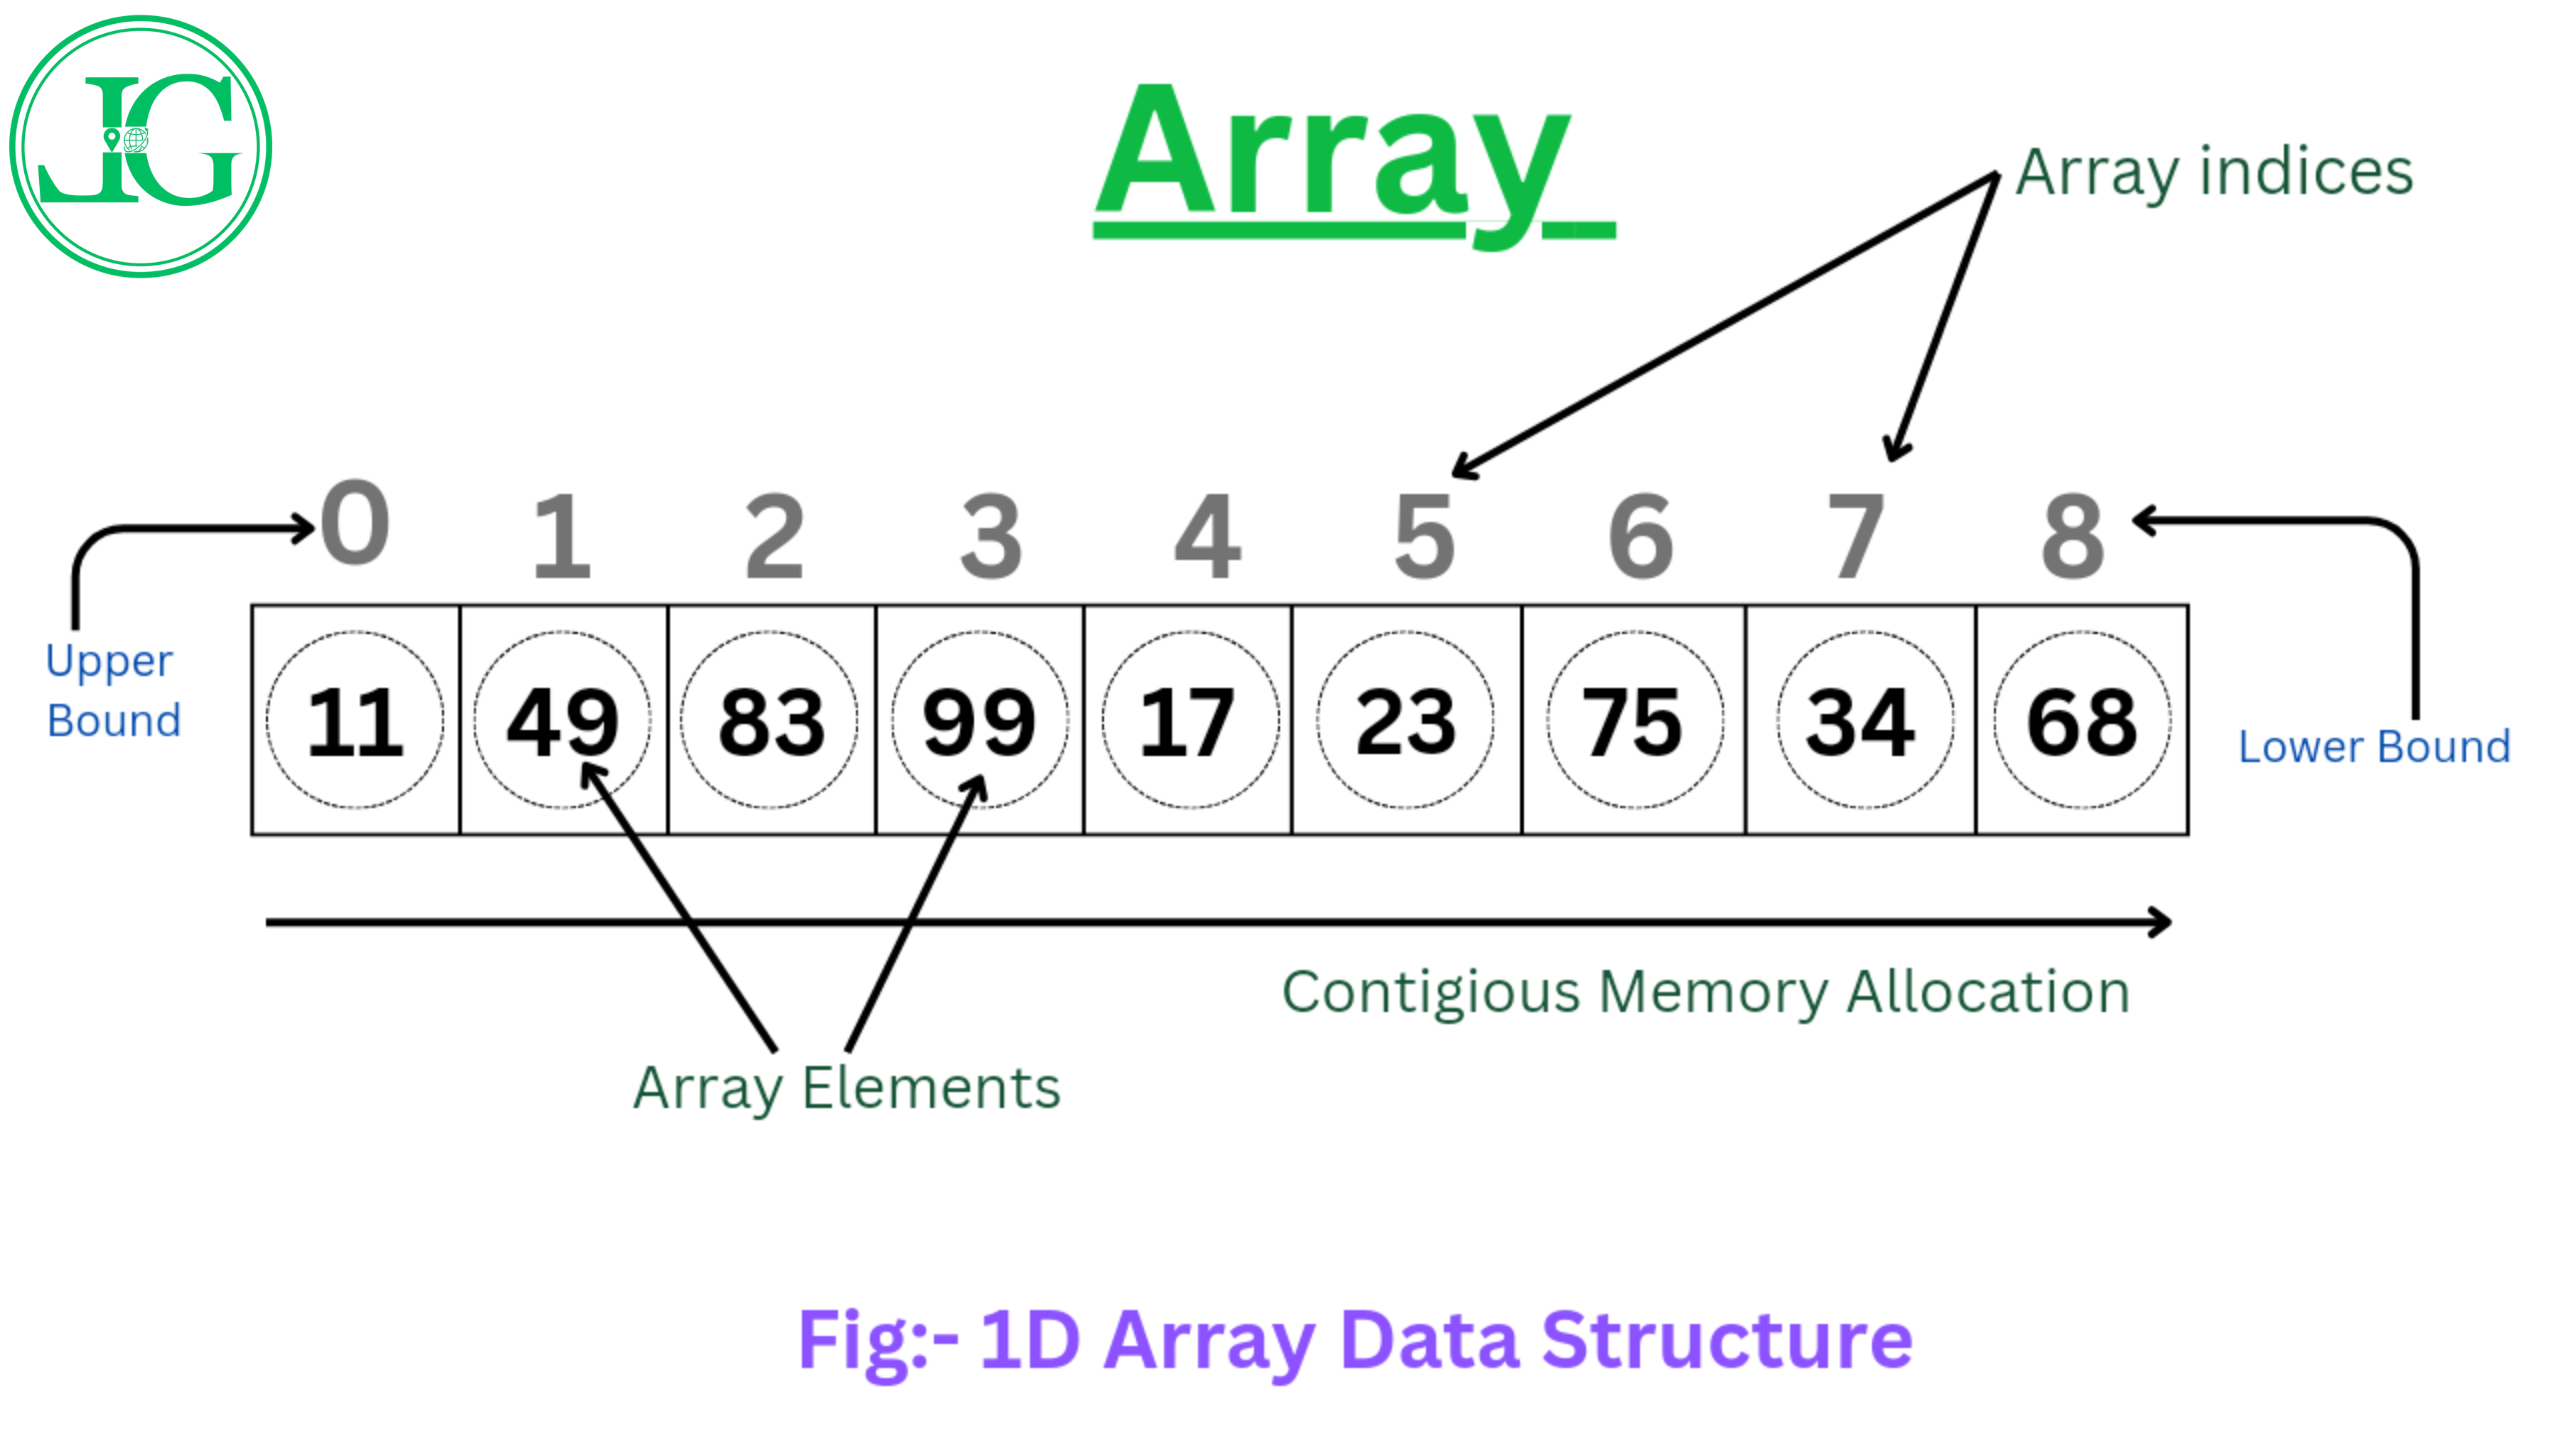 LG
Array
Array indices
0 1 2 3 4 5 6 7 8
Upper
Bound
11 49 83 99 17 23 75 34 68
Lower Bound
Contigious Memory Allocation
Array Elements
Fig:- 1D Array Data Structure